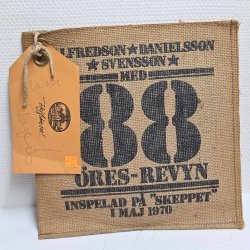 ALFREDSON ★ DANIELSSON
★ SVENSSON ★
MED
88
ÖRES-REVYN
INSPELAD PÅ "SKEPPET"
1 MAJ 1970